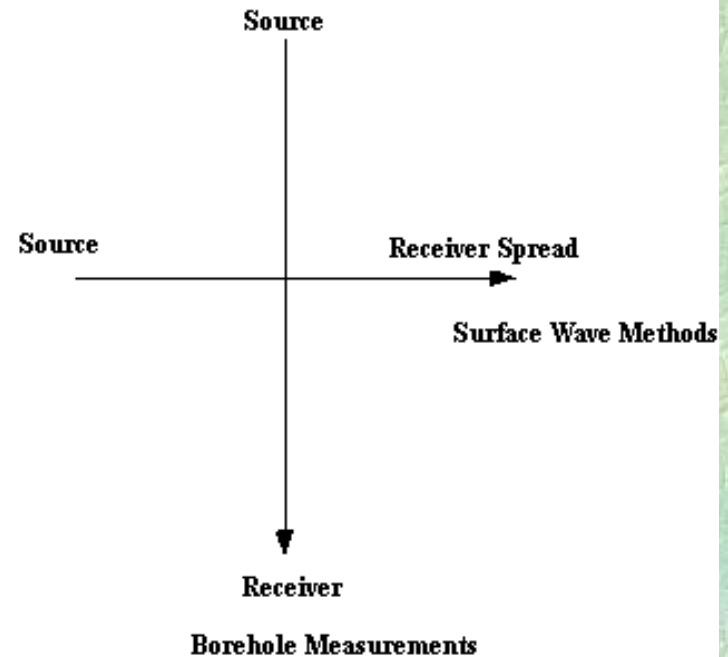 Source
Source
Receiver Spread
Surface Wave Methods
Receiver
Borehole Measurements